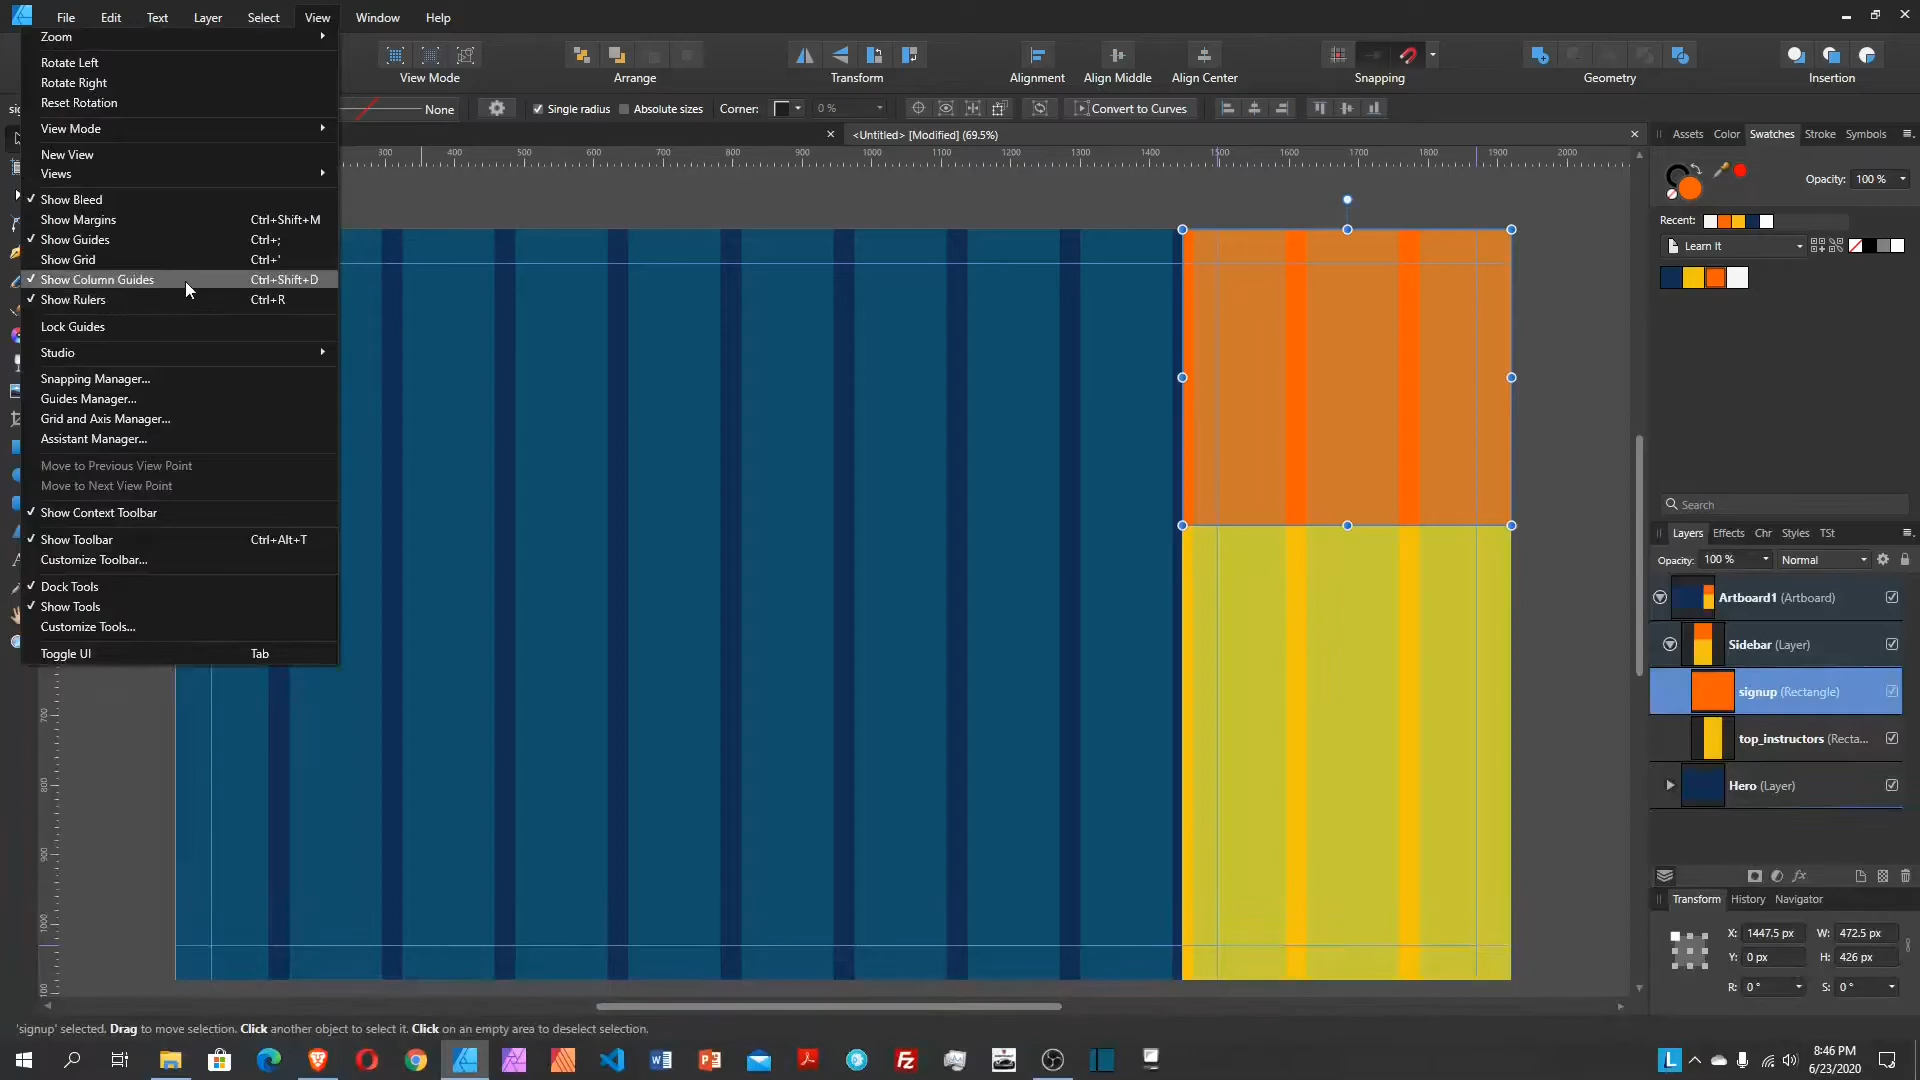 File Edit Text Layer Select View Window Help
Zoom
Rotate Left
Rotate Right
Reset Rotation
View Mode
New View
Views
Show Bleed
Show Margins Ctrl+Shift+M
Show Guides Ctrl+;
Show Grid Ctrl+'
Show Column Guides Ctrl+Shift+D
Show Rulers Ctrl+R
Lock Guides
Studio
Snapping Manager...
Guides Manager...
Grid and Axis Manager...
Assistant Manager...
Move to Previous View Point
Move to Next View Point
Show Context Toolbar
Show Toolbar Ctrl+Alt+T
Customize Toolbar...
Dock Tools
Show Tools
Customize Tools...
Toggle UI Tab
View Mode Arrange Transform Alignment Align Middle Align Center Snapping Geometry Insertion
None Single radius Absolute sizes Corner: 0 % Convert to Curves
<Untitled> [Modified] (69.5%)
300 400 500 600 700 800 900 1000 1100 1200 1300 1400 1500 1600 1700 1800 1900 2000
700
800
900
1000
Assets Color Swatches Stroke Symbols
Opacity: 100 %
Recent:
Learn It
Search
Layers Effects Chr Styles TSt
Opacity: 100 % Normal
Artboard1 (Artboard)
Sidebar (Layer)
signup (Rectangle)
top_instructors (Recta...
Hero (Layer)
Transform History Navigator
X: 1447.5 px W: 472.5 px
Y: 0 px H: 426 px
R: 0 ° S: 0 °
'signup' selected. Drag to move selection. Click another object to select it. Click on an empty area to deselect selection.
8:46 PM
6/23/2020